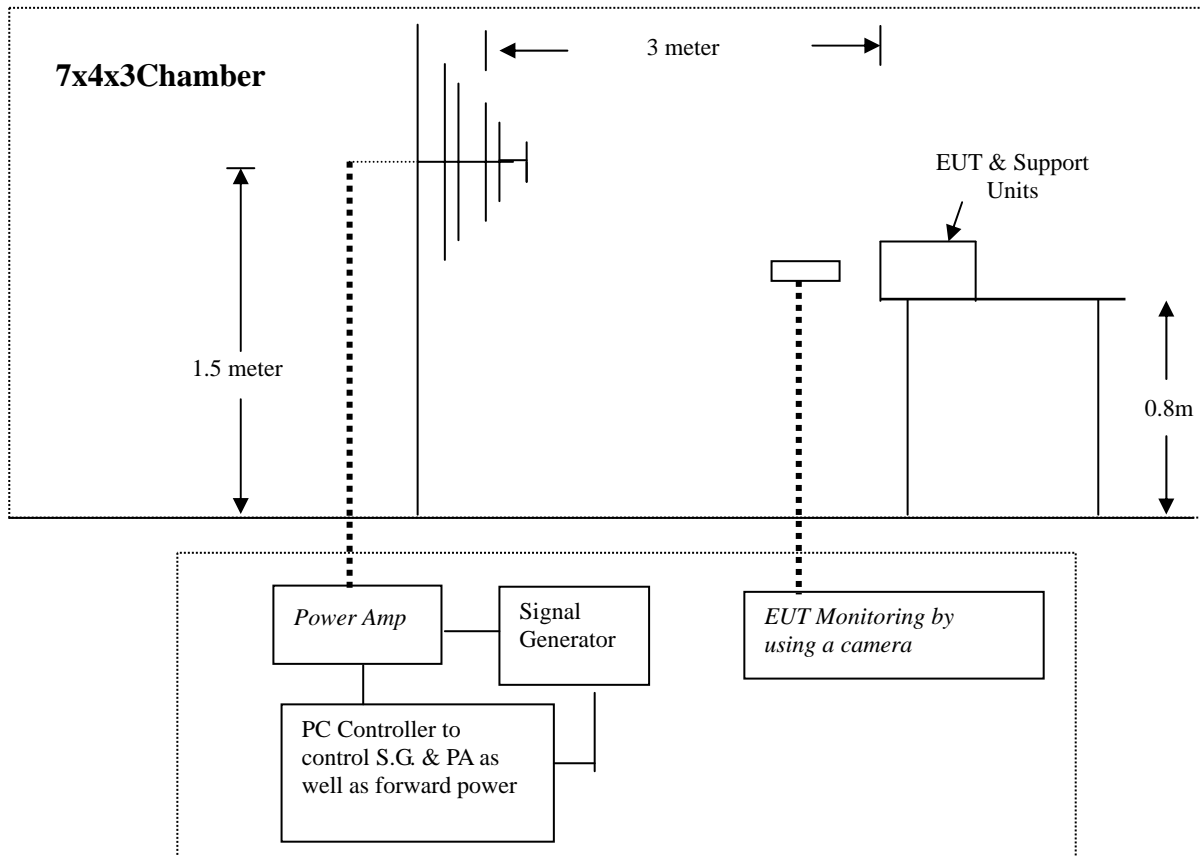 3 meter
7x4x3Chamber
EUT & Support
Units
1.5 meter
0.8m
Power Amp
Signal
Generator
EUT Monitoring by
using a camera
PC Controller to
control S.G. & PA as
well as forward power